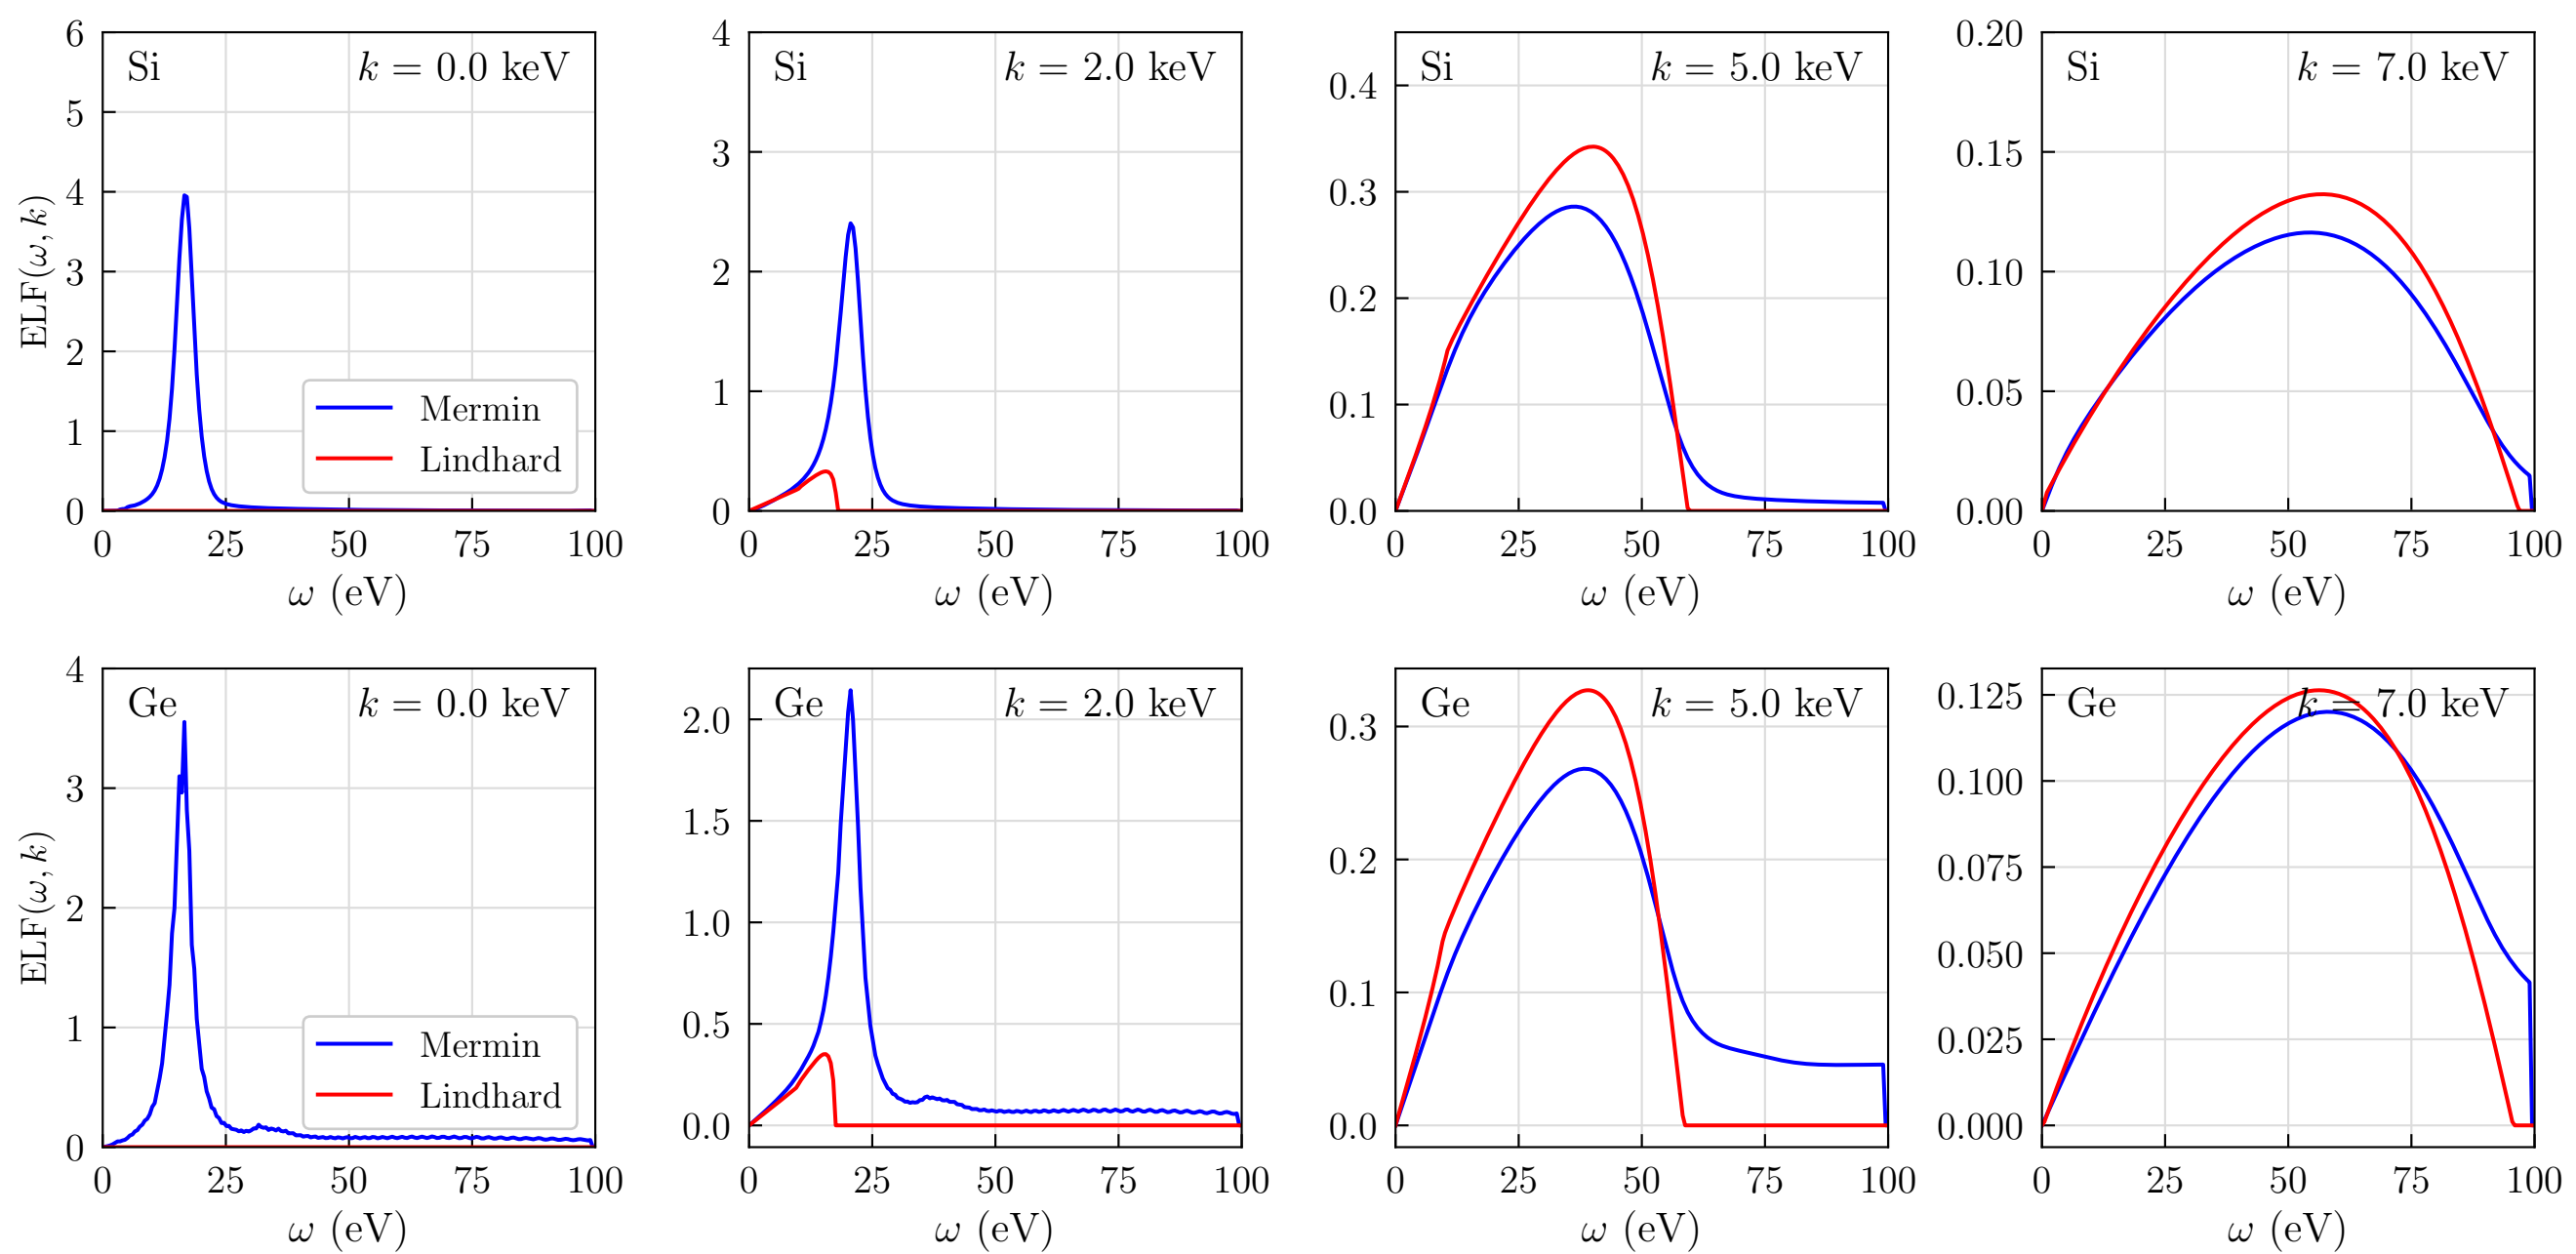 Si
k = 0.0 keV
ELF(ω, k)
6
5
4
3
2
1
0
Mermin
Lindhard
0 25 50 75 100
ω (eV)
Si
k = 2.0 keV
4
3
2
1
0
0 25 50 75 100
ω (eV)
Si
k = 5.0 keV
0.4
0.3
0.2
0.1
0.0
0 25 50 75 100
ω (eV)
Si
k = 7.0 keV
0.20
0.15
0.10
0.05
0.00
0 25 50 75 100
ω (eV)
Ge
k = 0.0 keV
ELF(ω, k)
4
3
2
1
0
Mermin
Lindhard
0 25 50 75 100
ω (eV)
Ge
k = 2.0 keV
2.0
1.5
1.0
0.5
0.0
0 25 50 75 100
ω (eV)
Ge
k = 5.0 keV
0.3
0.2
0.1
0.0
0 25 50 75 100
ω (eV)
Ge
k = 7.0 keV
0.125
0.100
0.075
0.050
0.025
0.000
0 25 50 75 100
ω (eV)